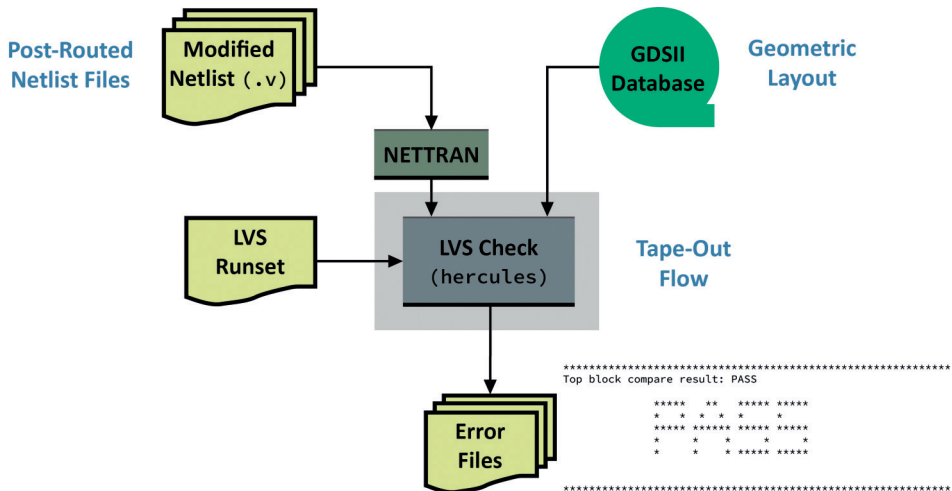 Post-Routed
Netlist Files
Modified
Netlist (.v)
GDSII
Database
Geometric
Layout
NETTRAN
LVS
Runset
LVS Check
(hercules)
Tape-Out
Flow
Error
Files
********************************************************************
Top block compare result: PASS
*****   **   ***** *****
*   *  *  *  *     *
***** ****** ***** *****
*     *    *     *     *
*     *    * ***** *****
********************************************************************